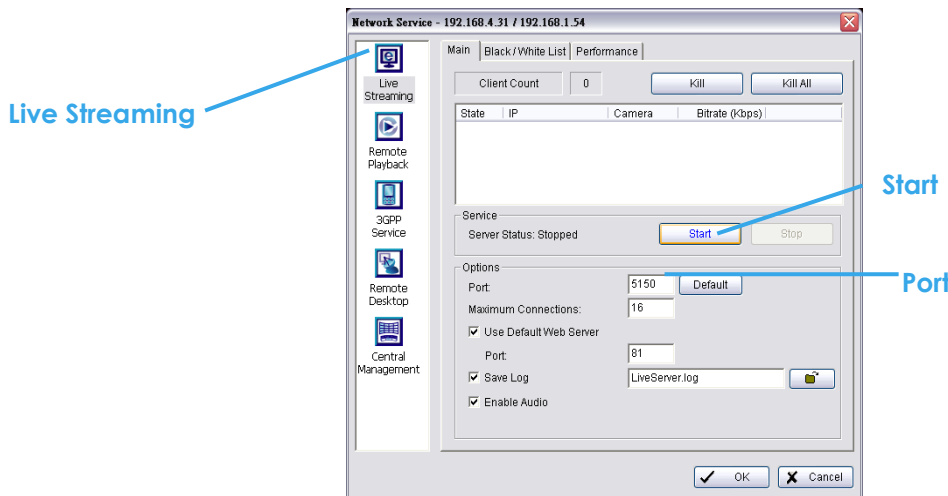 Network Service - 192.168.4.31 / 192.168.1.54
Live Streaming
Live
Streaming
Remote
Playback
3GPP
Service
Remote
Desktop
Central
Management
Main Black/White List Performance
Client Count 0 Kill Kill All
State IP Camera Bitrate (Kbps)
Start
Service
Server Status: Stopped Start Stop
Options
Port: 5150 Default
Port
Maximum Connections: 16
Use Default Web Server
Port: 81
Save Log LiveServer.log
Enable Audio
OK Cancel